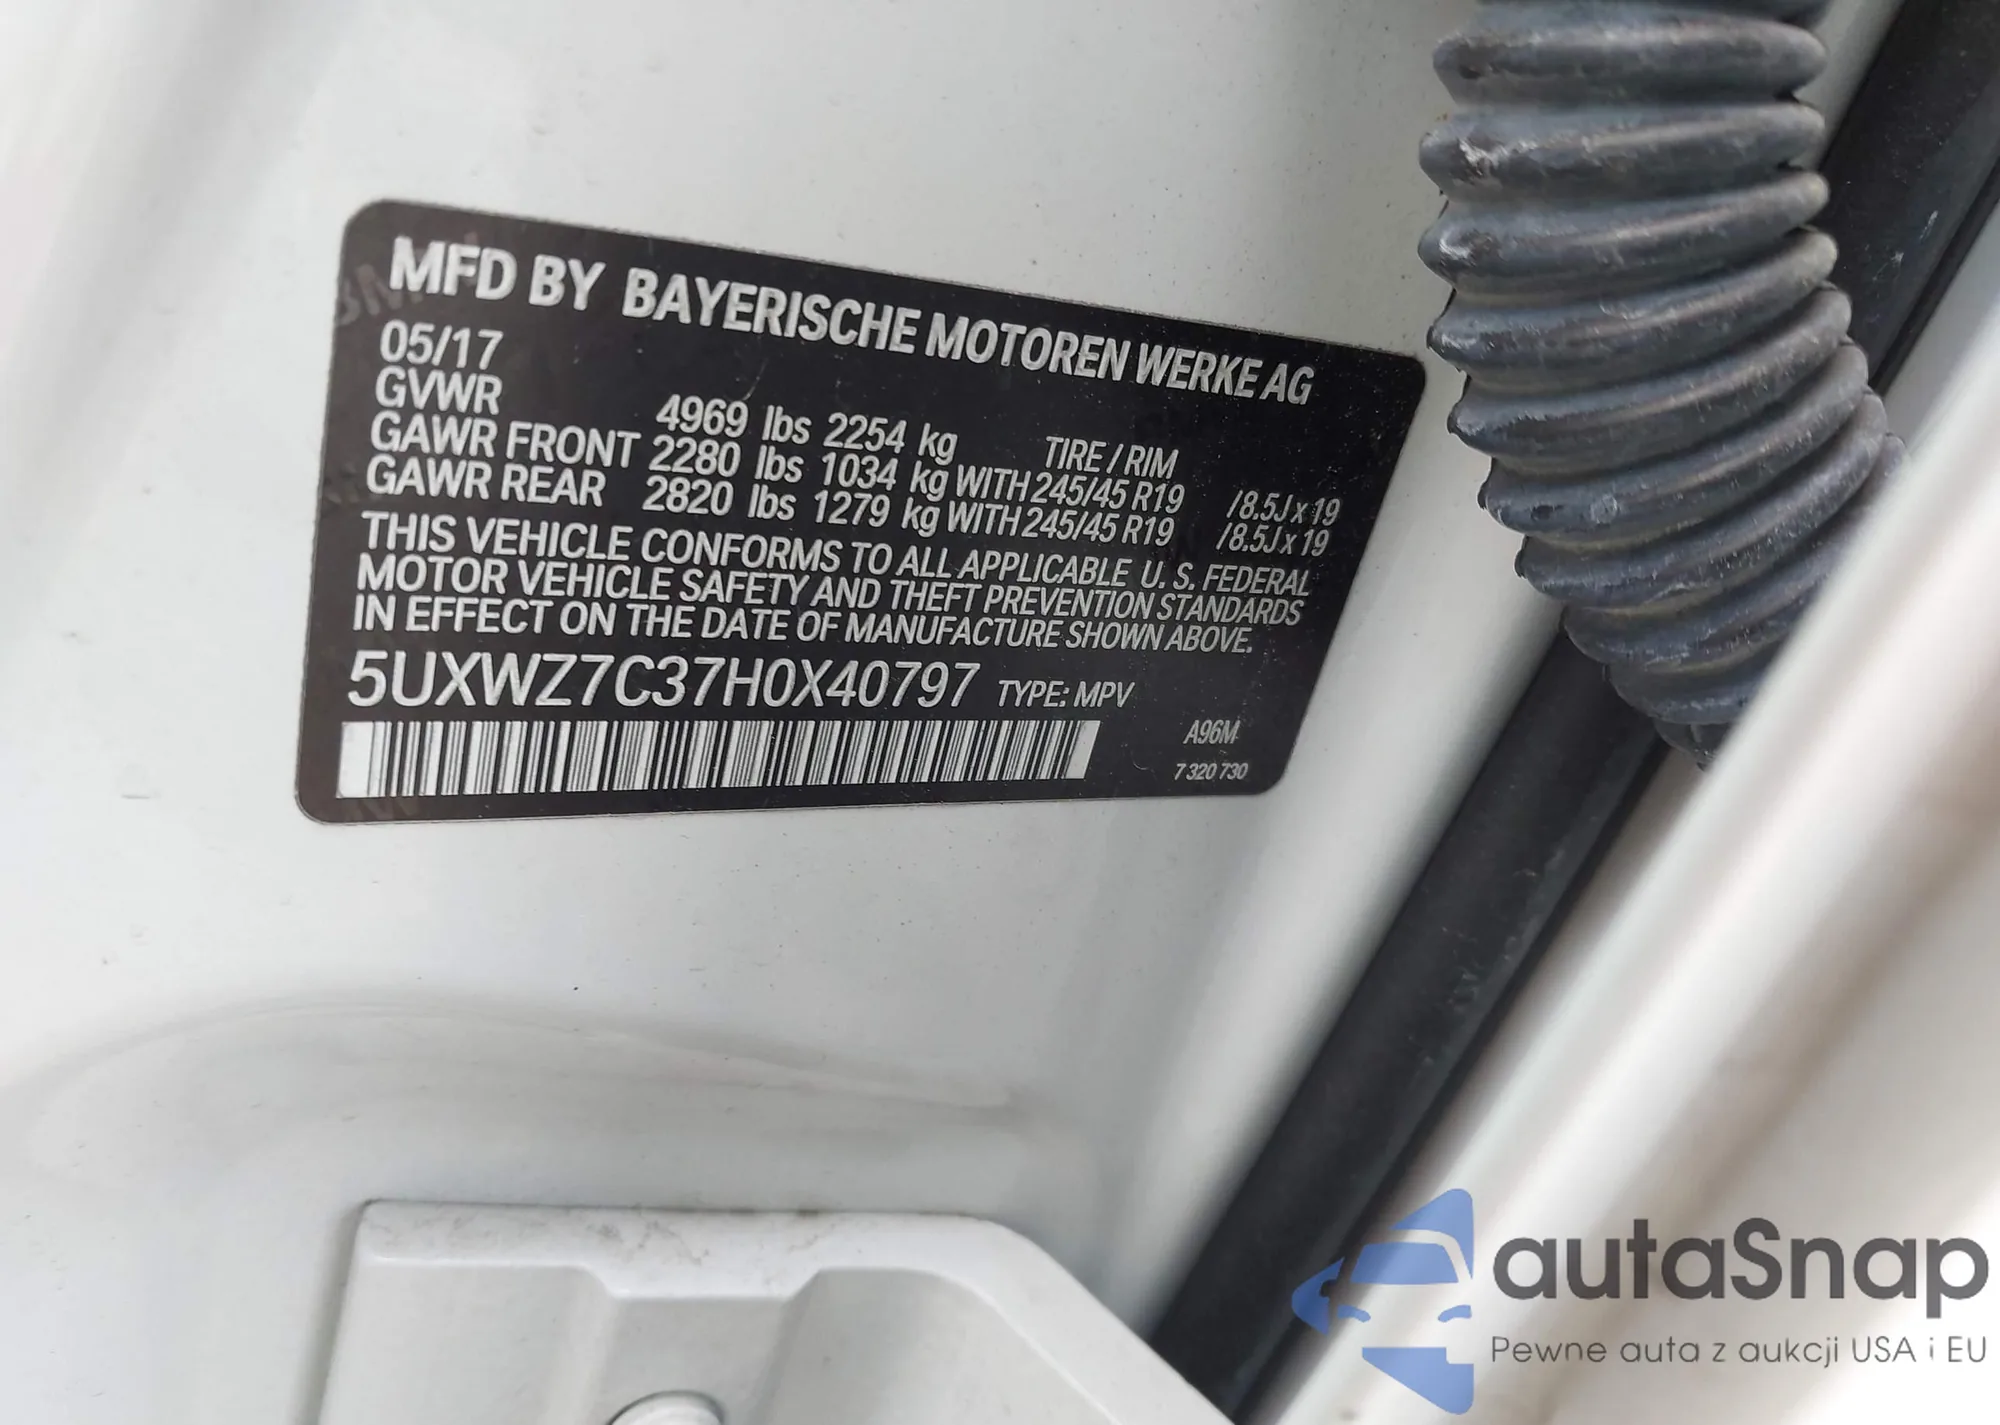 MFD BY BAYERISCHE MOTOREN WERKE AG
05/17
GVWR 4969 lbs 2254 kg TIRE / RIM
GAWR FRONT 2280 lbs 1034 kg WITH 245/45 R19 /8.5J x 19
GAWR REAR 2820 lbs 1279 kg WITH 245/45 R19 /8.5J x 19
THIS VEHICLE CONFORMS TO ALL APPLICABLE U. S. FEDERAL
MOTOR VEHICLE SAFETY AND THEFT PREVENTION STANDARDS
IN EFFECT ON THE DATE OF MANUFACTURE SHOWN ABOVE.
5UXWZ7C37H0X40797 TYPE: MPV
A96M
7 320 730
autaSnap
Pewne auta z aukcji USA i EU